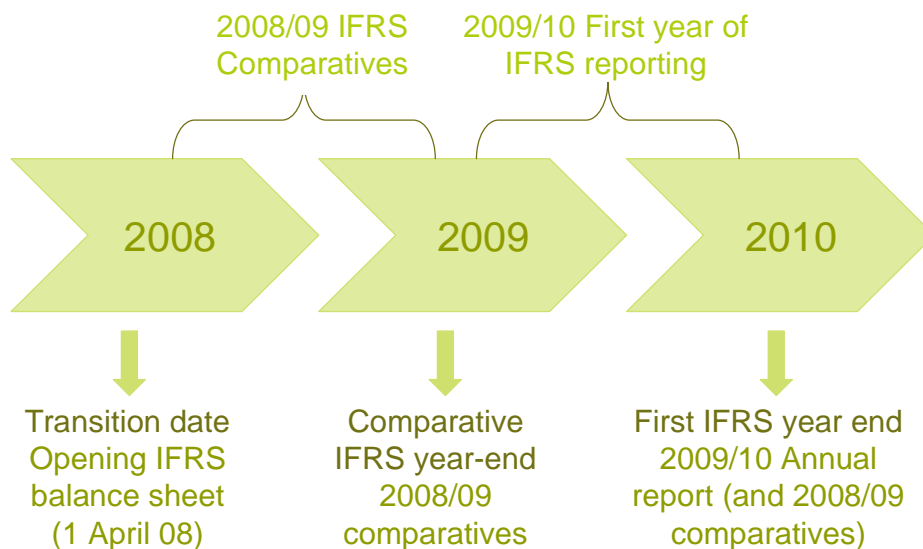 2008/09 IFRS
Comparatives
2009/10 First year of
IFRS reporting
2008
2009
2010
Transition date
Opening IFRS
balance sheet
(1 April 08)
Comparative
IFRS year-end
2008/09
comparatives
First IFRS year end
2009/10 Annual
report (and 2008/09
comparatives)